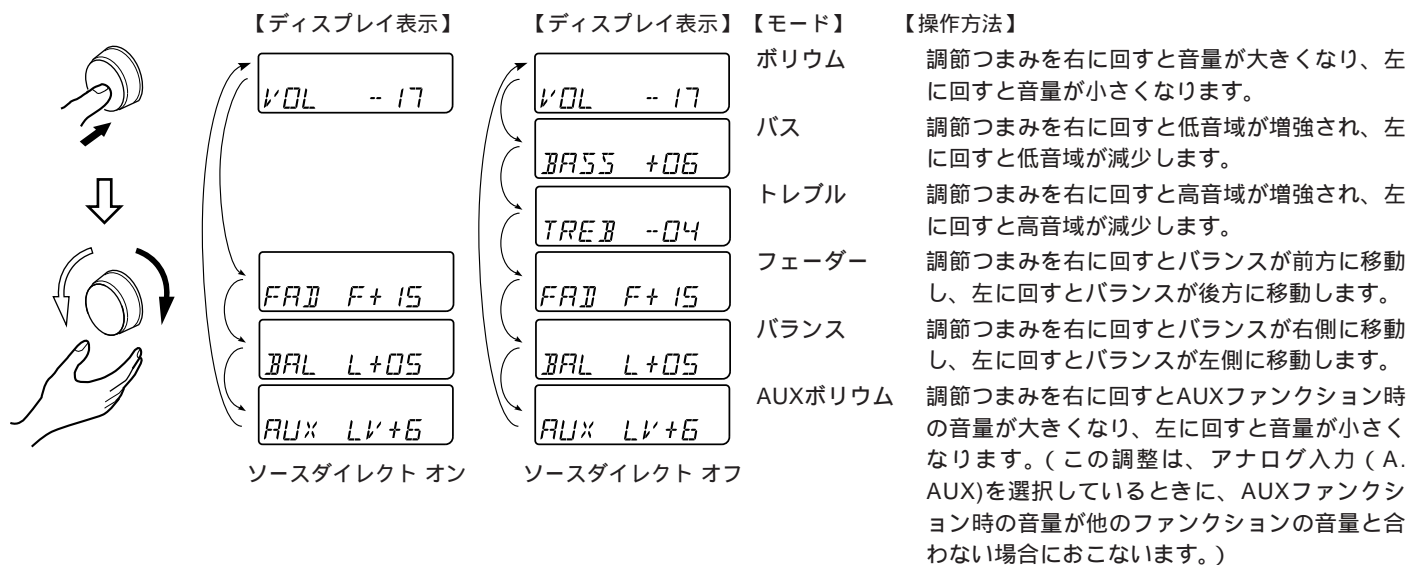 【ディスプレイ表示】
VOL -- 17
FAD F+ 15
BAL L+05
AUX LV+6
ソースダイレクト オン
【ディスプレイ表示】
VOL -- 17
BASS +06
TREB --04
FAD F+ 15
BAL L+05
AUX LV+6
ソースダイレクト オフ
【モード】 【操作方法】
ボリウム 調節つまみを右に回すと音量が大きくなり、左
に回すと音量が小さくなります。
バス 調節つまみを右に回すと低音域が増強され、左
に回すと低音域が減少します。
トレブル 調節つまみを右に回すと高音域が増強され、左
に回すと高音域が減少します。
フェーダー 調節つまみを右に回すとバランスが前方に移動
し、左に回すとバランスが後方に移動します。
バランス 調節つまみを右に回すとバランスが右側に移動
し、左に回すとバランスが左側に移動します。
AUXボリウム 調節つまみを右に回すとAUXファンクション時
の音量が大きくなり、左に回すと音量が小さく
なります。( この調整は、アナログ入力 ( A.
AUX)を選択しているときに、AUXファンクシ
ョン時の音量が他のファンクションの音量と合
わない場合におこないます。)